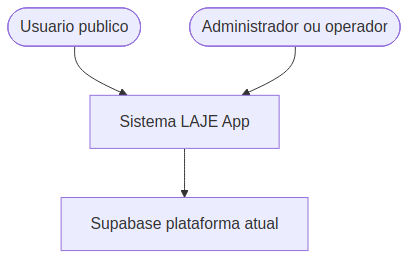 Usuario publico
Administrador ou operador
Sistema LAJE App
Supabase plataforma atual